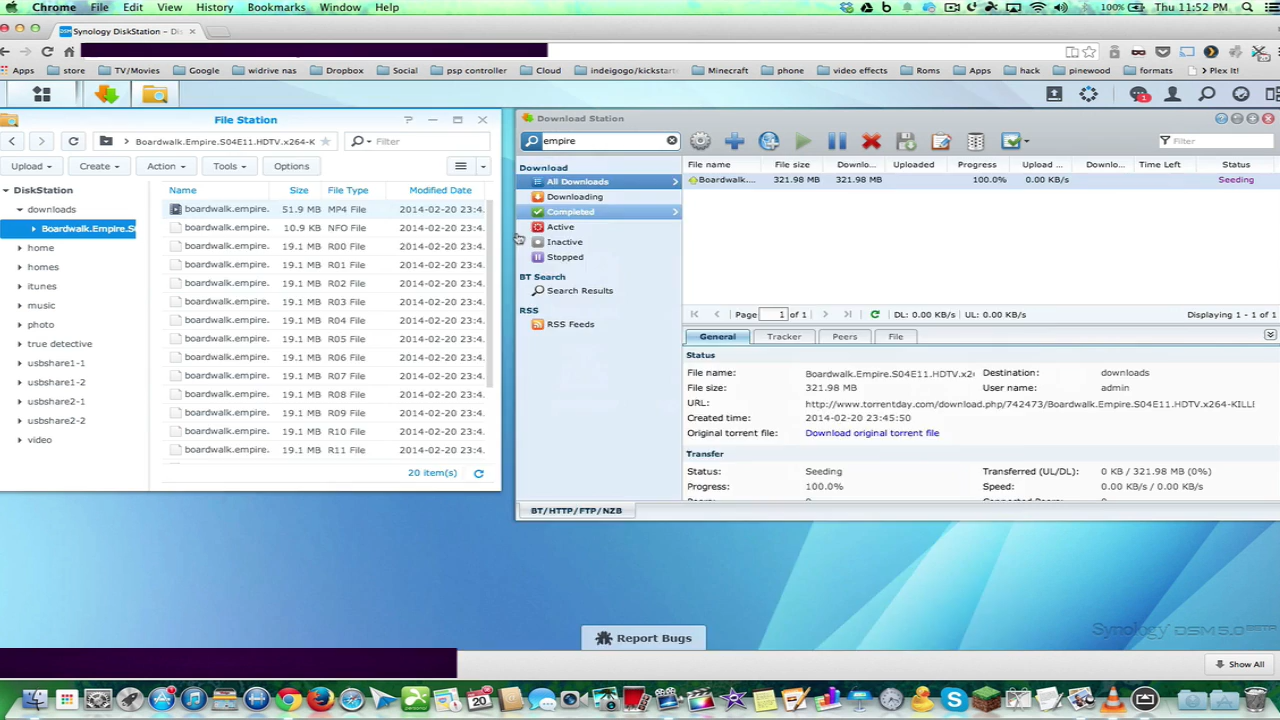 Chrome File Edit View History Bookmarks Window Help 100% Thu 11:52
Synology DiskStation – Dis
Apps store TV/Movies Google widrive nas Dropbox Social psp controller Cloud indeigogo/kickstarte Minecraft phone video effects Roms Apps hack pinewood formats > Plex It!
File Station
Boardwalk.Empire.S04E11.HDTV.x264-K Filter
Upload Create Action Tools Options
DiskStation
downloads
Boardwalk.Empire.S0
home
homes
itunes
music
photo
true detective
usbshare1-1
usbshare1-2
usbshare2-1
usbshare2-2
video
Name Size File Type Modified Date
boardwalk.empire. 51.9 MB MP4 File 2014-02-20 23:4.
boardwalk.empire. 10.9 KB NFO File 2014-02-20 23:4.
boardwalk.empire. 19.1 MB R00 File 2014-02-20 23:4.
boardwalk.empire. 19.1 MB R01 File 2014-02-20 23:4.
boardwalk.empire. 19.1 MB R02 File 2014-02-20 23:4.
boardwalk.empire. 19.1 MB R03 File 2014-02-20 23:4.
boardwalk.empire. 19.1 MB R04 File 2014-02-20 23:4.
boardwalk.empire. 19.1 MB R05 File 2014-02-20 23:4.
boardwalk.empire. 19.1 MB R06 File 2014-02-20 23:4.
boardwalk.empire. 19.1 MB R07 File 2014-02-20 23:4.
boardwalk.empire. 19.1 MB R08 File 2014-02-20 23:4.
boardwalk.empire. 19.1 MB R09 File 2014-02-20 23:4.
boardwalk.empire. 19.1 MB R10 File 2014-02-20 23:4.
boardwalk.empire. 19.1 MB R11 File 2014-02-20 23:4.
20 item(s)
Download Station
empire Filter
Download
All Downloads
Downloading
Completed
Active
Inactive
Stopped
BT Search
Search Results
RSS
RSS Feeds
BT/HTTP/FTP/NZB
File name File size Downlo... Uploaded Progress Upload ... Downlo... Time Left Status
Boardwalk.... 321.98 MB 321.98 MB 100.0% 0.00 KB/s Seeding
Page 1 of 1 DL: 0.00 KB/s UL: 0.00 KB/s Displaying 1 - 1 of 1
General Tracker Peers File
Status
File name: Boardwalk.Empire.S04E11.HDTV.x2 Destination: downloads
File size: 321.98 MB User name: admin
URL: http://www.torrentday.com/download.php/742473/Boardwalk.Empire.S04E11.HDTV.x264-KILLE
Created time: 2014-02-20 23:45:50
Original torrent file: Download original torrent file
Transfer
Status: Seeding Transferred (UL/DL): 0 KB / 321.98 MB (0%)
Progress: 100.0% Speed: 0.00 KB/s / 0.00 KB/s
Report Bugs
Synology DSM 5.0 BETA
Show All
20